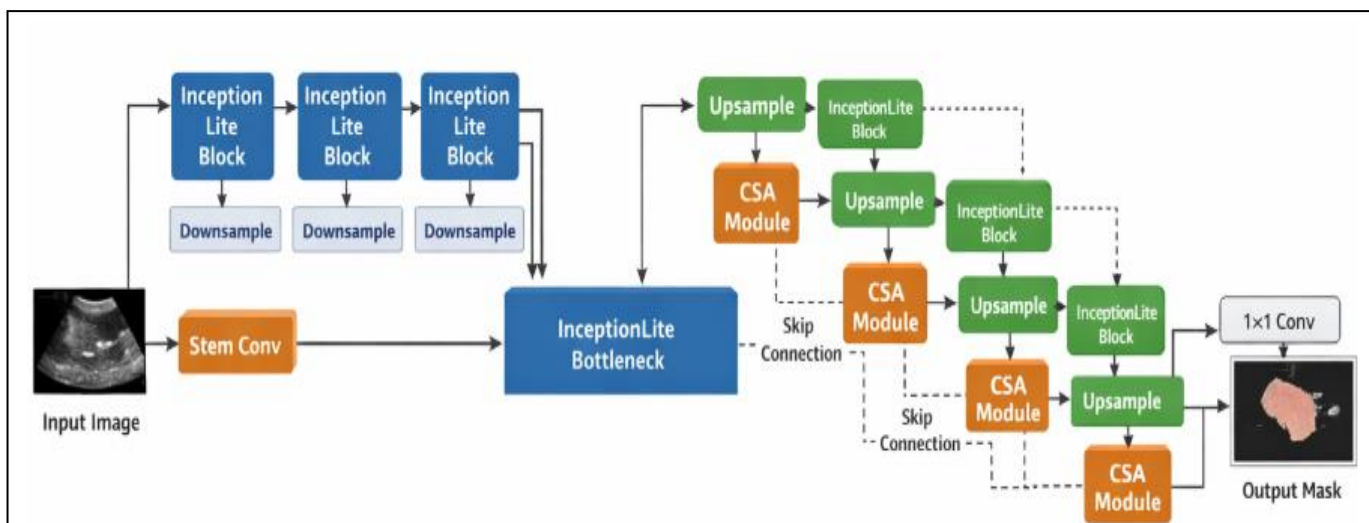 Inception
Lite
Block
Inception
Lite
Block
Inception
Lite
Block
Downsample
Downsample
Downsample
Input Image
Stem Conv
InceptionLite
Bottleneck
Upsample
InceptionLite
Block
CSA
Module
Upsample
InceptionLite
Block
CSA
Module
Upsample
InceptionLite
Block
Skip
Connection
CSA
Module
Upsample
Skip
Connection
CSA
Module
1×1 Conv
Output Mask